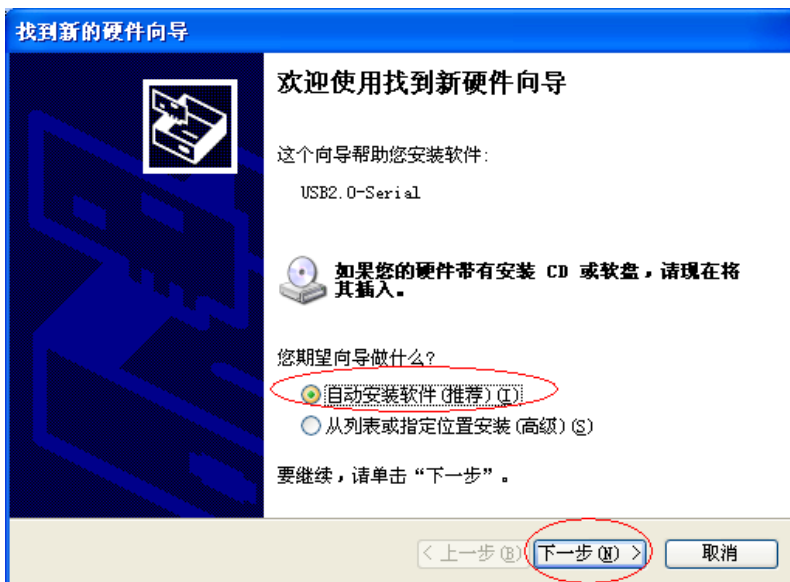 找到新的硬件向导
欢迎使用找到新硬件向导
这个向导帮助您安装软件:
USB2.0-Serial
如果您的硬件带有安装 CD 或软盘，请现在将
其插入。
您期望向导做什么?
自动安装软件(推荐)(I)
从列表或指定位置安装(高级)(S)
要继续，请单击“下一步”。
< 上一步(B)
下一步(N) >
取消